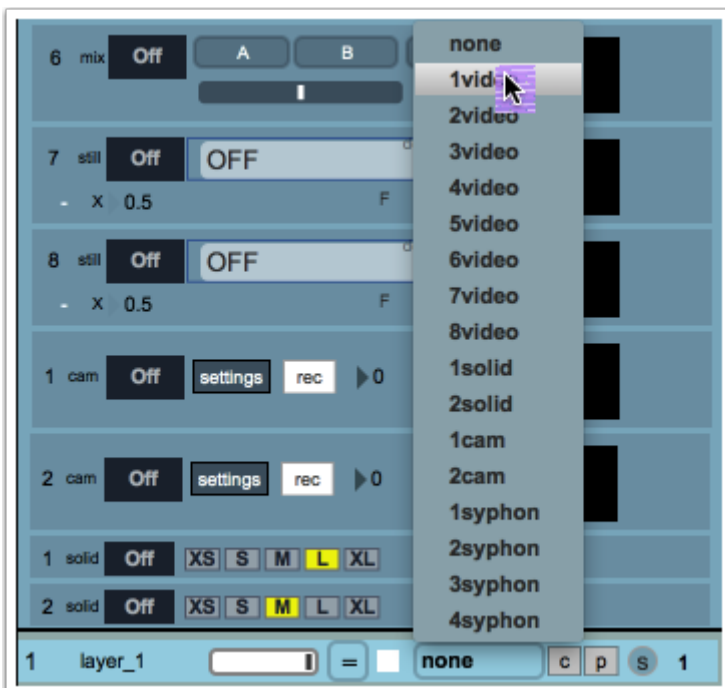 6 mix Off A B
none
1video
2video
7 still Off OFF
3video
- X 0.5 F
4video
5video
8 still Off OFF
6video
7video
- X 0.5 F
8video
1 cam Off settings rec 0
1solid
2solid
1cam
2 cam Off settings rec 0
2cam
1syphon
1 solid Off XS S M L XL
2syphon
3syphon
2 solid Off XS S M L XL
4syphon
1 layer_1 = none c p s 1